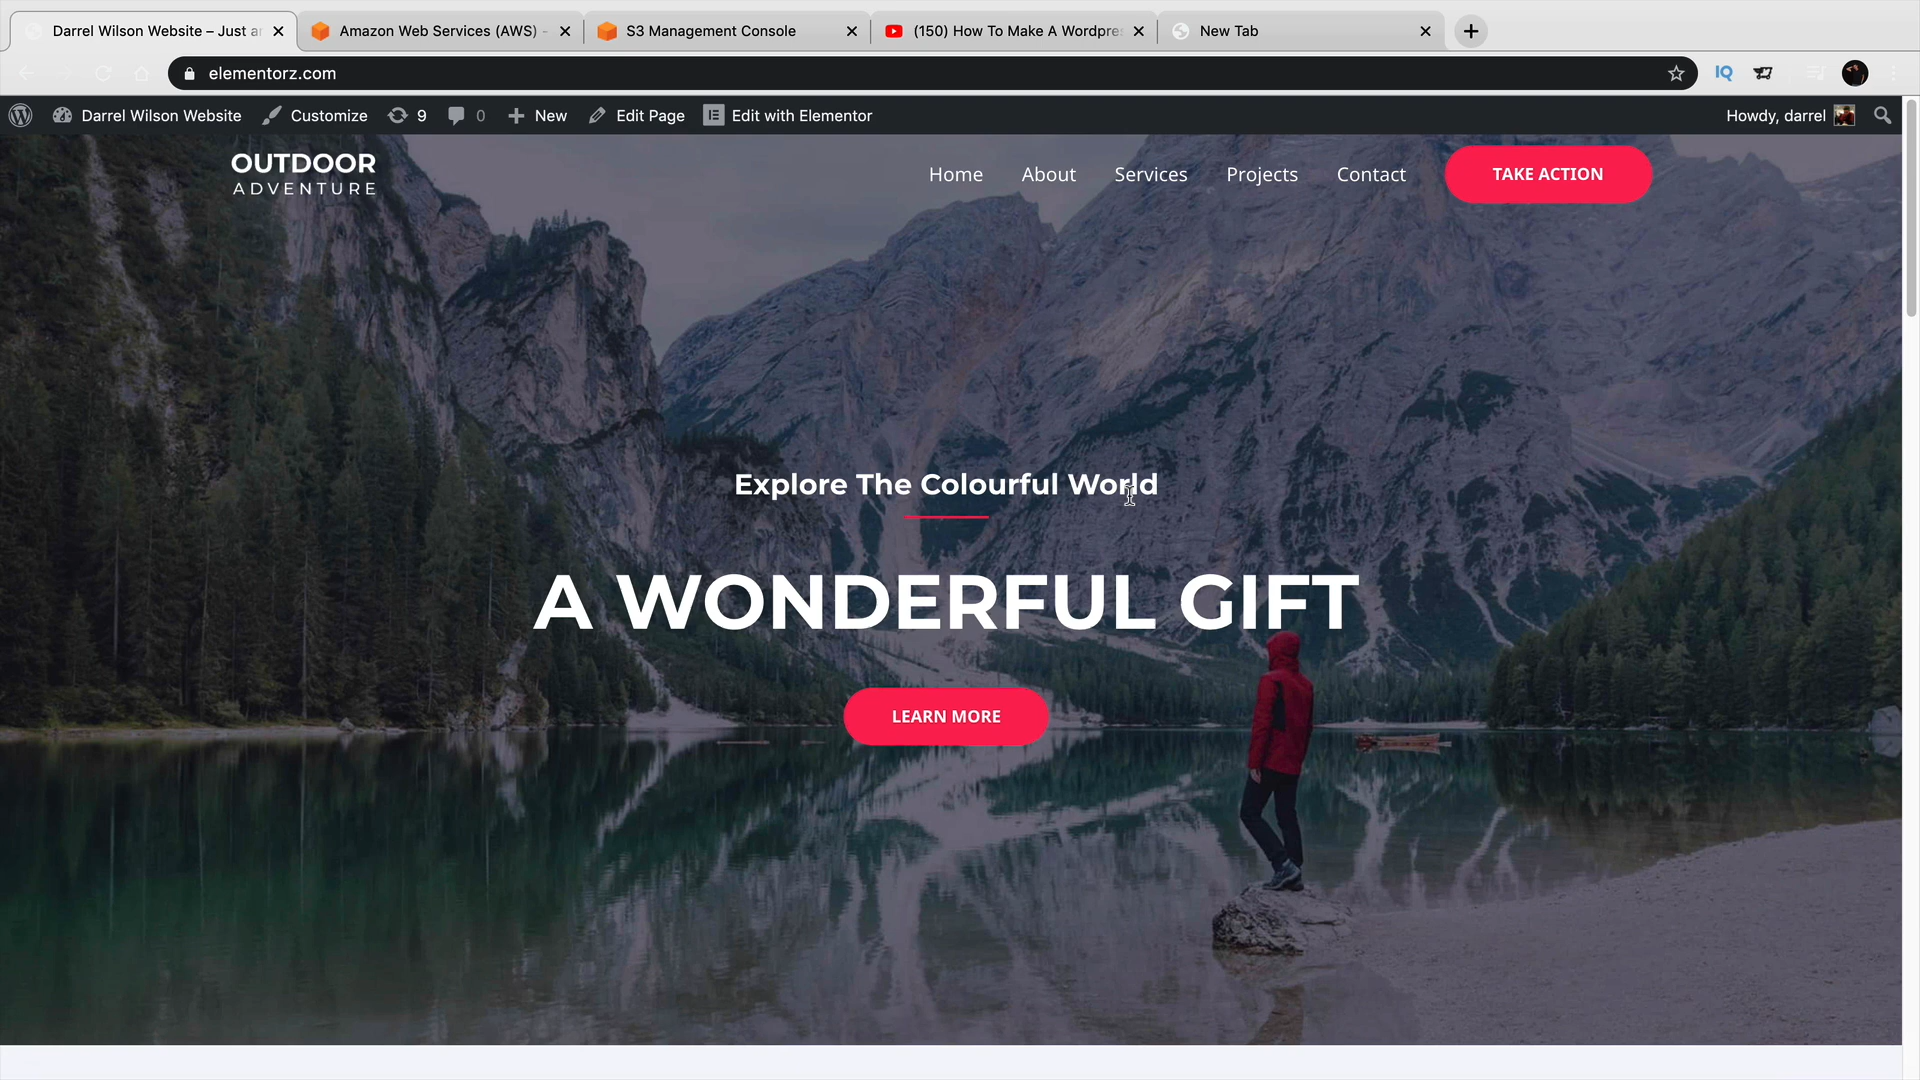 Darrel Wilson Website – Just a
Amazon Web Services (AWS) -
S3 Management Console
(150) How To Make A Wordpre
New Tab
elementorz.com
IQ
Darrel Wilson Website
Customize
9
0
New
Edit Page
Edit with Elementor
Howdy, darrel
OUTDOOR
ADVENTURE
Home
About
Services
Projects
Contact
TAKE ACTION
Explore The Colourful World
A WONDERFUL GIFT
LEARN MORE